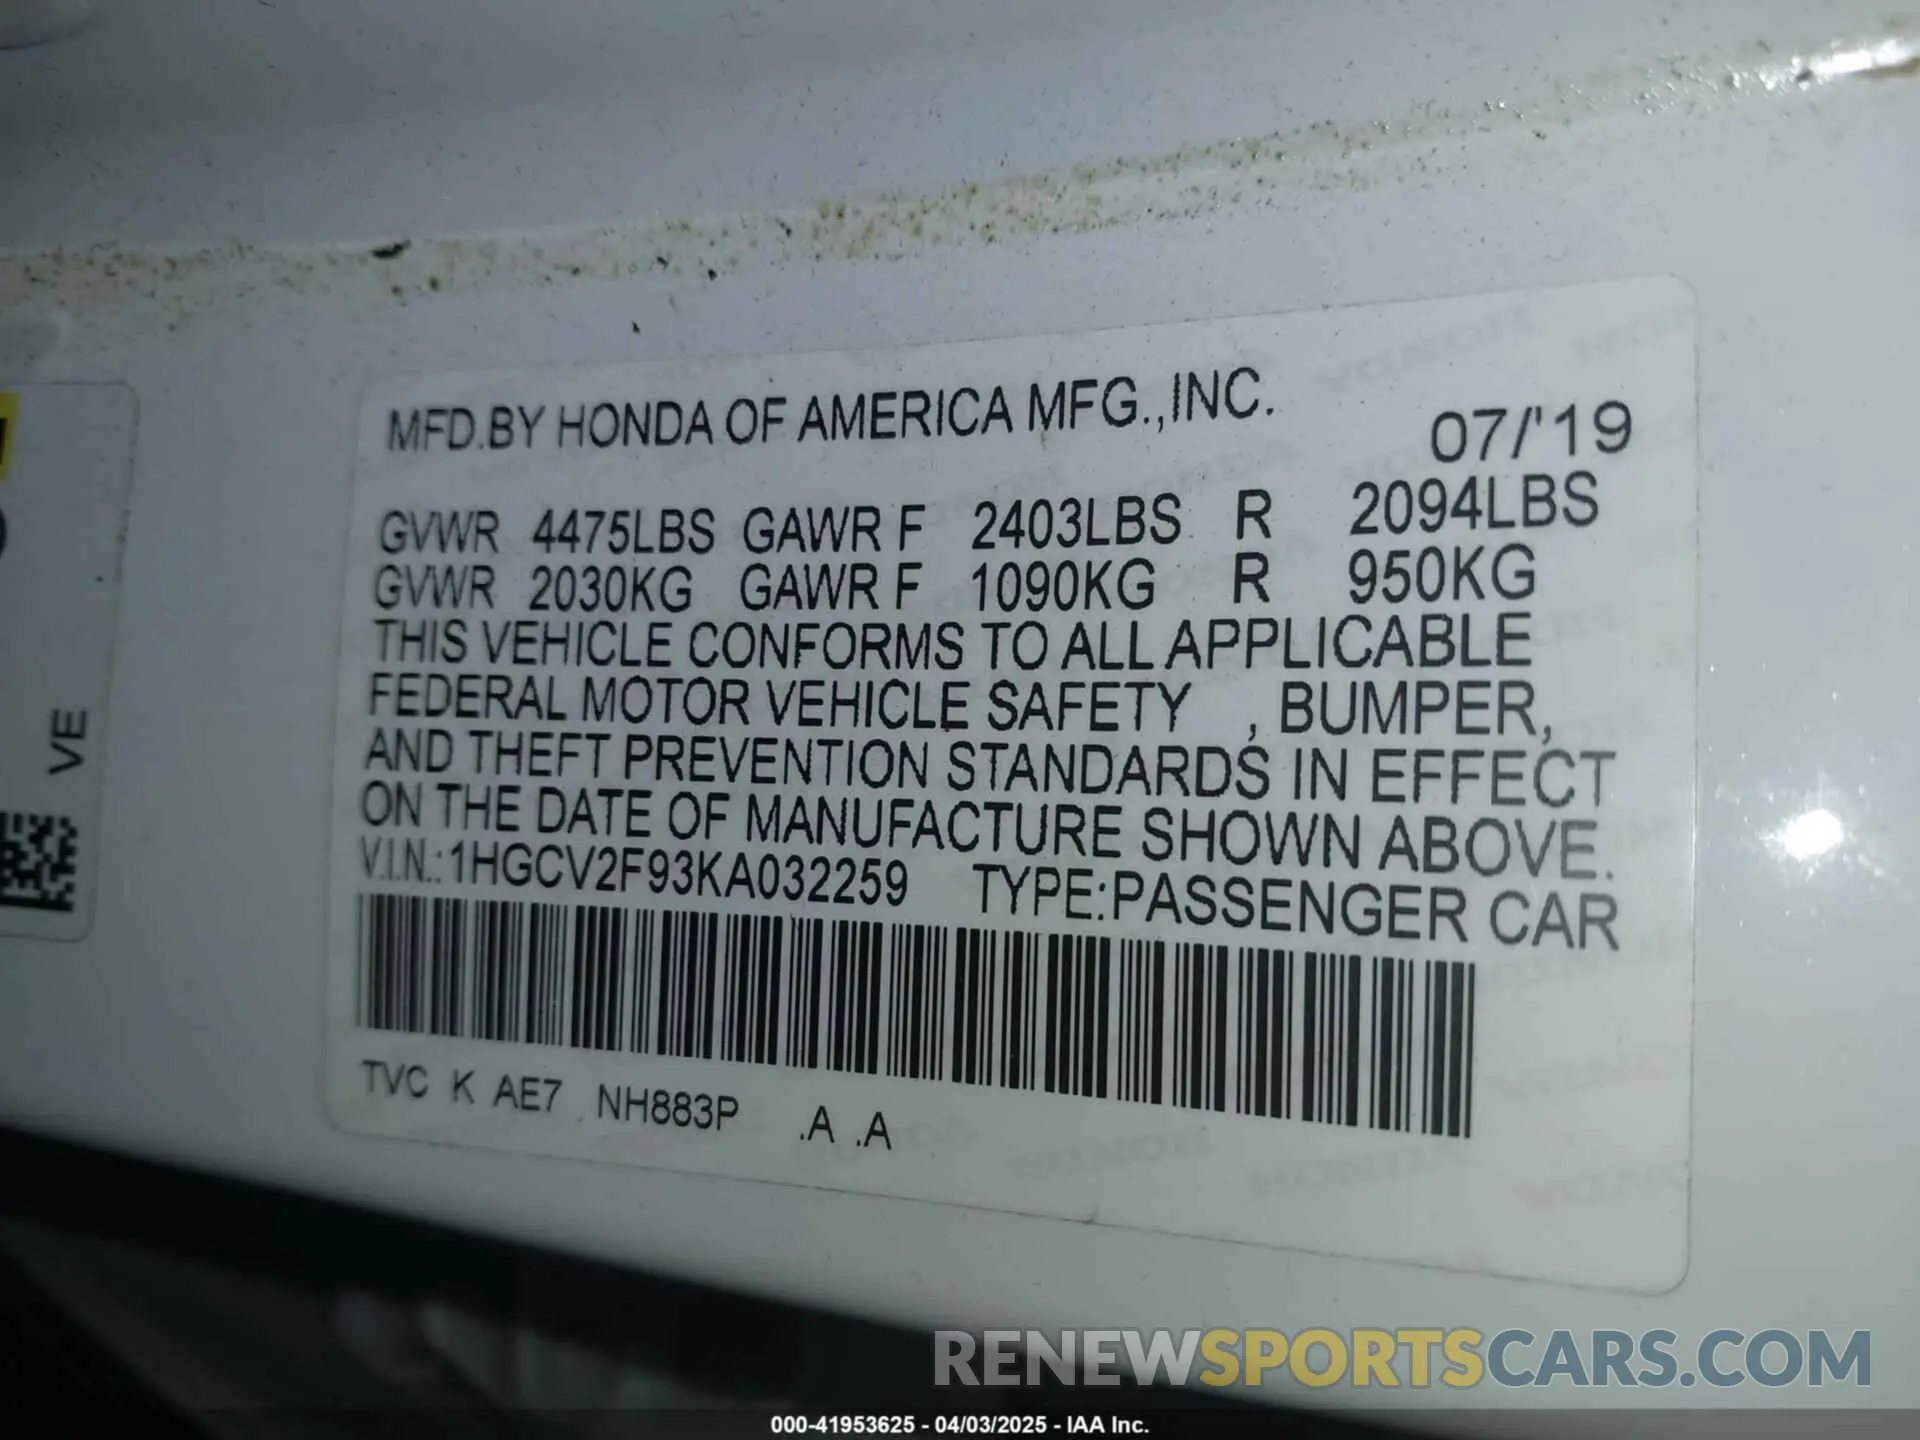 MFD.BY HONDA OF AMERICA MFG.,INC. 07/'19
GVWR 4475LBS GAWR F 2403LBS R 2094LBS
GVWR 2030KG GAWR F 1090KG R 950KG
THIS VEHICLE CONFORMS TO ALL APPLICABLE
FEDERAL MOTOR VEHICLE SAFETY , BUMPER,
AND THEFT PREVENTION STANDARDS IN EFFECT
ON THE DATE OF MANUFACTURE SHOWN ABOVE.
V.I.N.:1HGCV2F93KA032259 TYPE:PASSENGER CAR
TVC K AE7 NH883P .A .A
VE
RENEWSPORTSCARS.COM
000-41953625 - 04/03/2025 - IAA Inc.